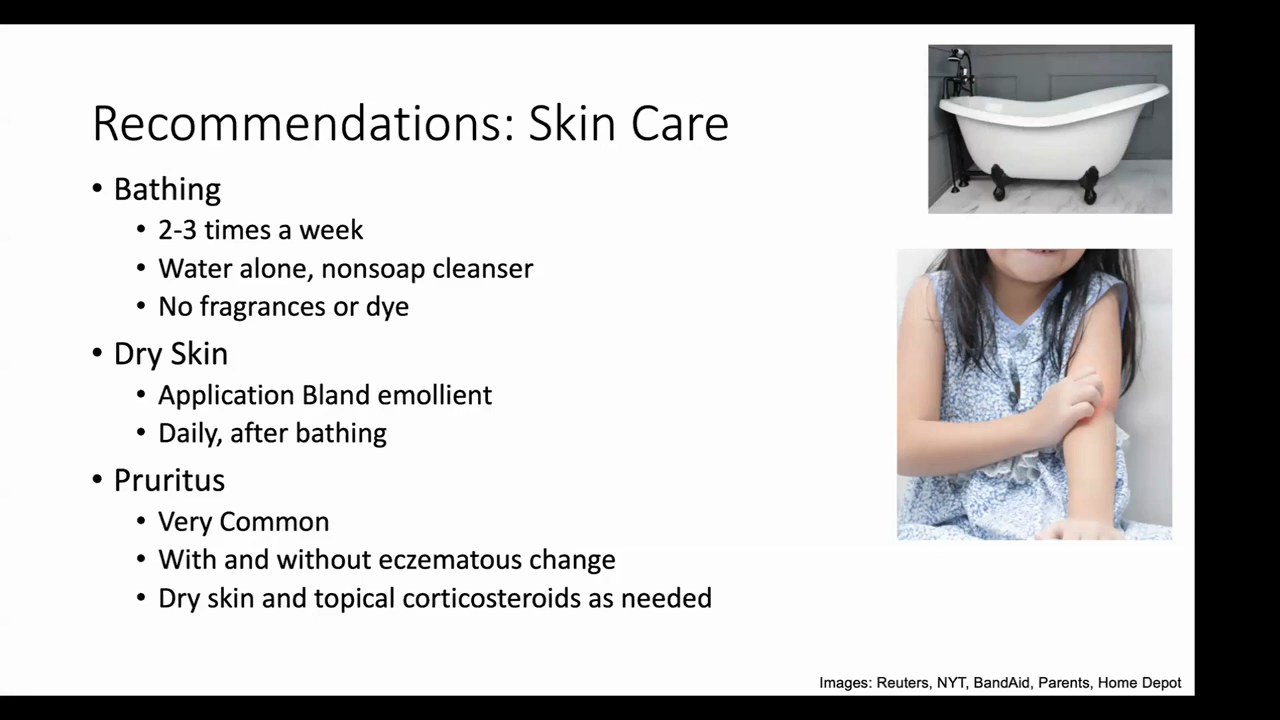 Recommendations: Skin Care
• Bathing
• 2-3 times a week
• Water alone, nonsoap cleanser
• No fragrances or dye
• Dry Skin
• Application Bland emollient
• Daily, after bathing
• Pruritus
• Very Common
• With and without eczematous change
• Dry skin and topical corticosteroids as needed
Images: Reuters, NYT, BandAid, Parents, Home Depot